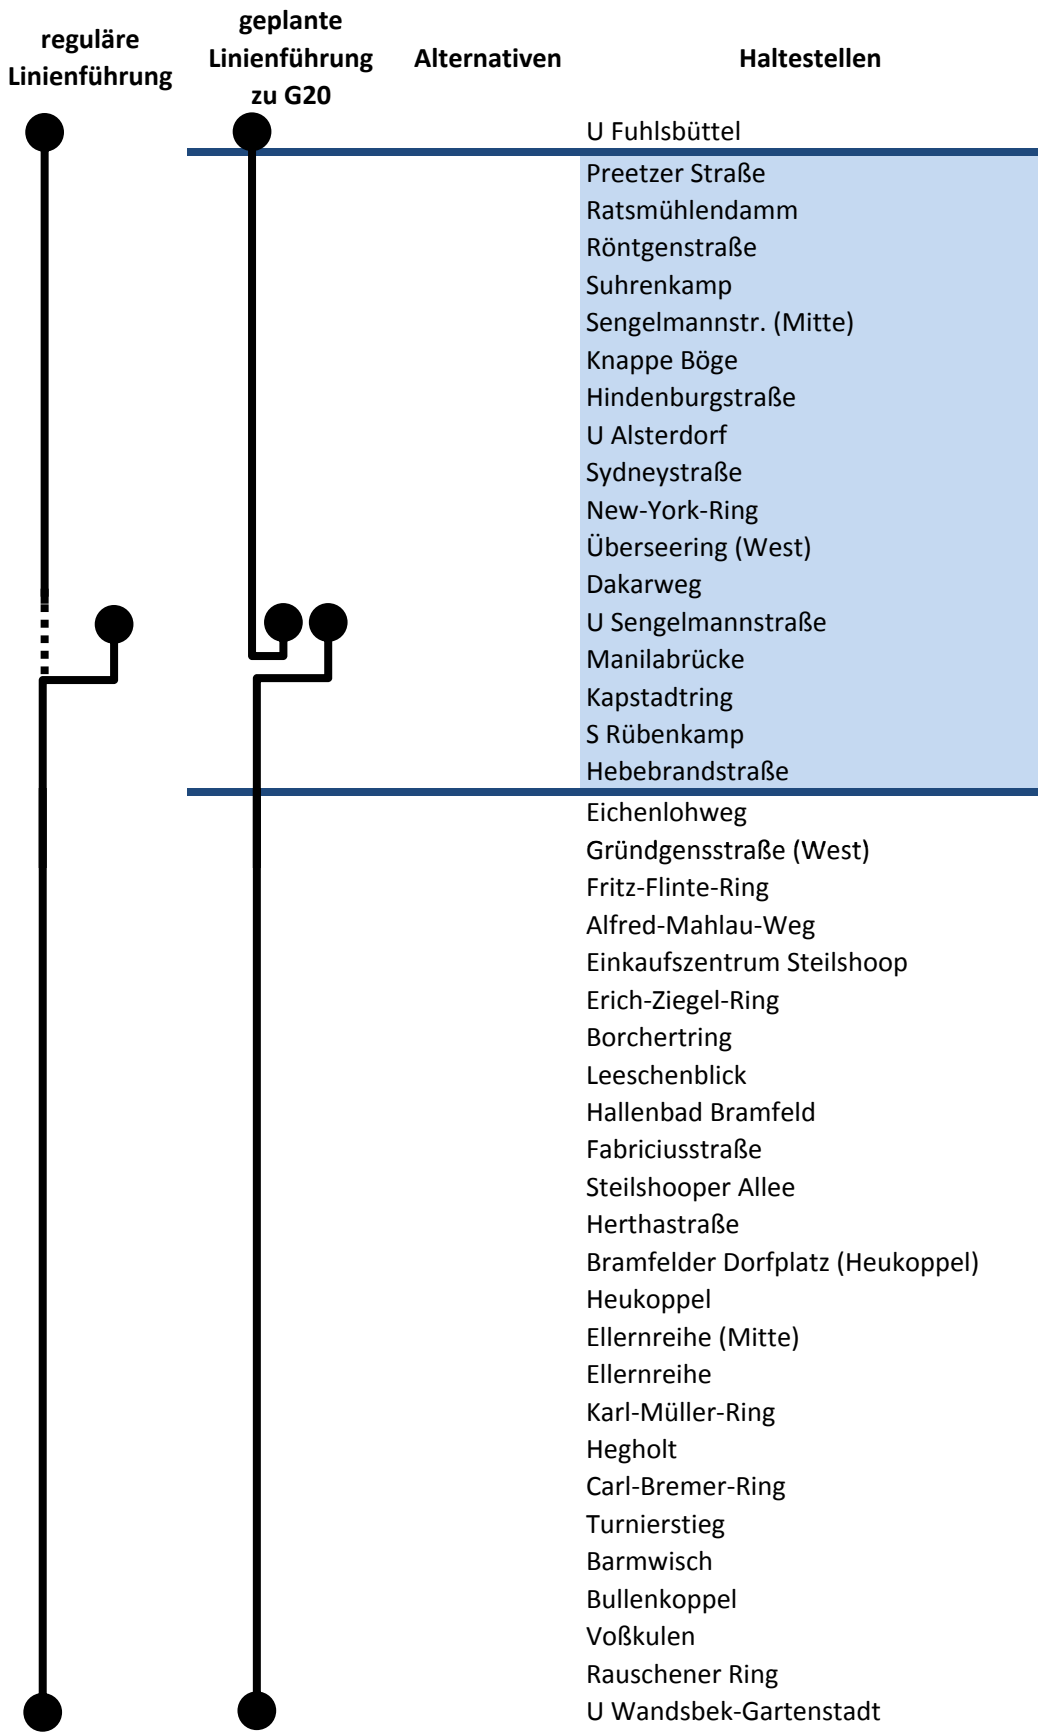 reguläre
Linienführung
geplante
Linienführung
zu G20
Alternativen
Haltestellen
U Fuhlsbüttel
Preetzer Straße
Ratsmühlendamm
Röntgenstraße
Suhrenkamp
Sengelmannstr. (Mitte)
Knappe Böge
Hindenburgstraße
U Alsterdorf
Sydneystraße
New-York-Ring
Überseering (West)
Dakarweg
U Sengelmannstraße
Manilabrücke
Kapstadtring
S Rübenkamp
Hebebrandstraße
Eichenlohweg
Gründgensstraße (West)
Fritz-Flinte-Ring
Alfred-Mahlau-Weg
Einkaufszentrum Steilshoop
Erich-Ziegel-Ring
Borchertring
Leeschenblick
Hallenbad Bramfeld
Fabriciusstraße
Steilshooper Allee
Herthastraße
Bramfelder Dorfplatz (Heukoppel)
Heukoppel
Ellernreihe (Mitte)
Ellernreihe
Karl-Müller-Ring
Hegholt
Carl-Bremer-Ring
Turnierstieg
Barmwisch
Bullenkoppel
Voßkulen
Rauschener Ring
U Wandsbek-Gartenstadt